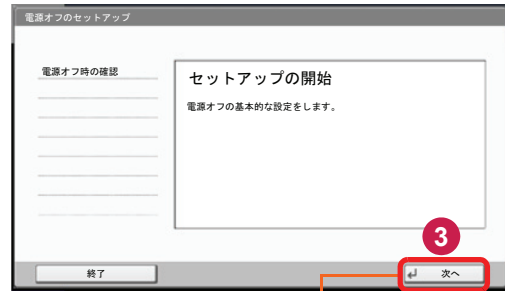 電源オフのセットアップ
電源オフ時の確認
セットアップの開始
電源オフの基本的な設定をします。
3
終了
次へ